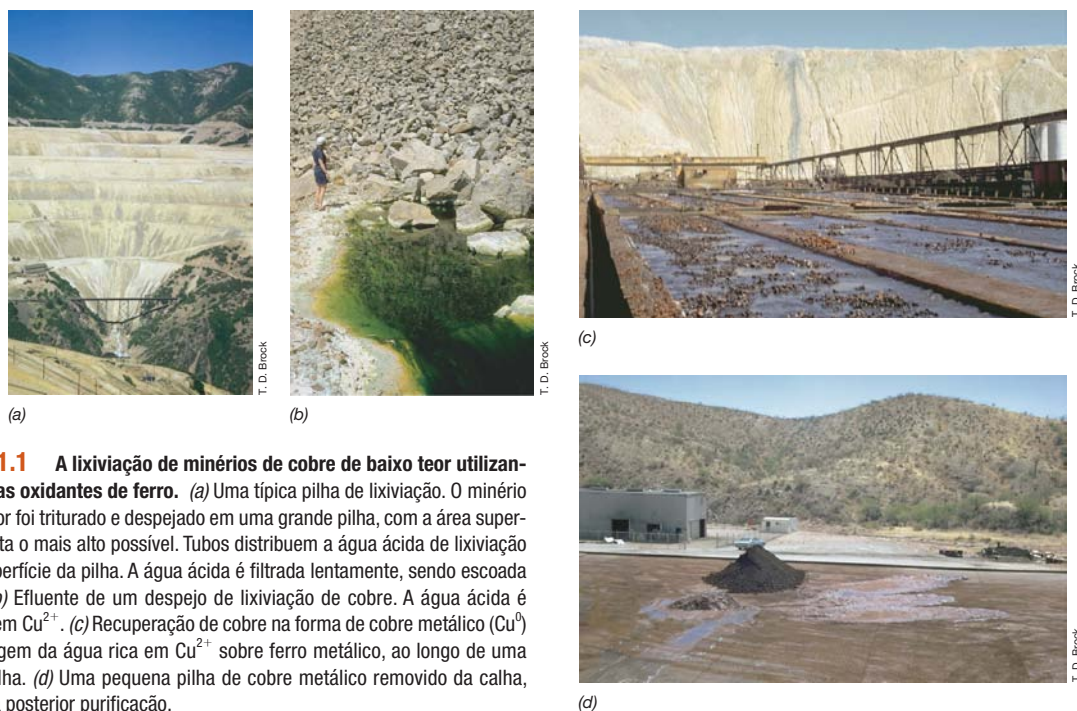 T. D. Brock
(a)
T. D. Brock
(b)
T. D. Brock
(c)
T. D. Brock
(d)
1.1 A lixiviação de minérios de cobre de baixo teor utilizan-
as oxidantes de ferro. (a) Uma típica pilha de lixiviação. O minério
or foi triturado e despejado em uma grande pilha, com a área super-
ta o mais alto possível. Tubos distribuem a água ácida de lixiviação
perfície da pilha. A água ácida é filtrada lentamente, sendo escoada
) Efluente de um despejo de lixiviação de cobre. A água ácida é
em Cu²⁺. (c) Recuperação de cobre na forma de cobre metálico (Cu⁰)
gem da água rica em Cu²⁺ sobre ferro metálico, ao longo de uma
lha. (d) Uma pequena pilha de cobre metálico removido da calha,
posterior purificação.